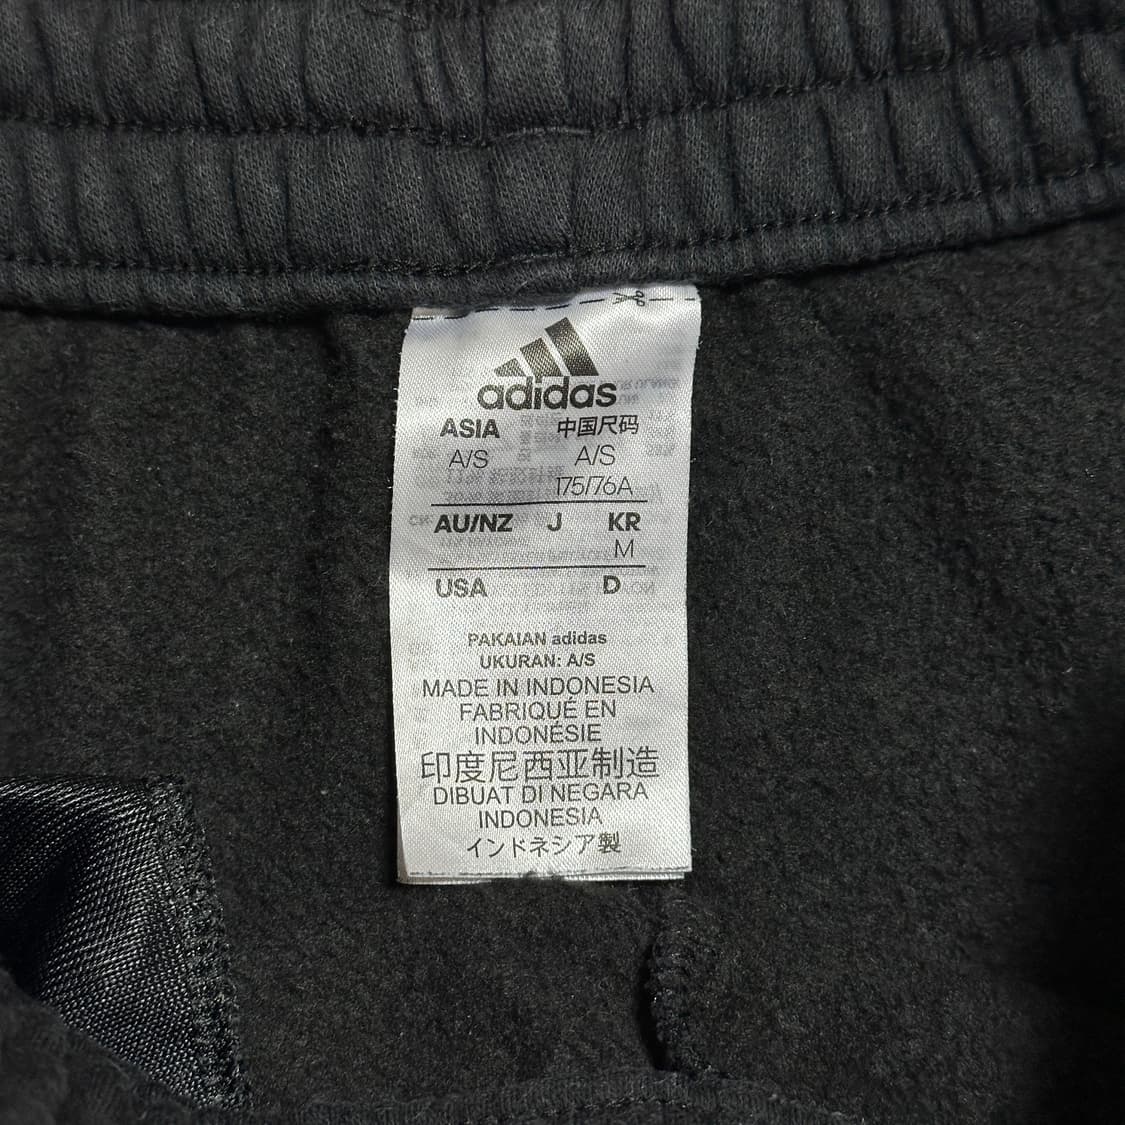 adidas
ASIA 中国尺码
A/S A/S
175/76A
AU/NZ J KR
M
USA D
PAKAIAN adidas
UKURAN: A/S
MADE IN INDONESIA
FABRIQUÉ EN
INDONÉSIE
印度尼西亚制造
DIBUAT DI NEGARA
INDONESIA
インドネシア製